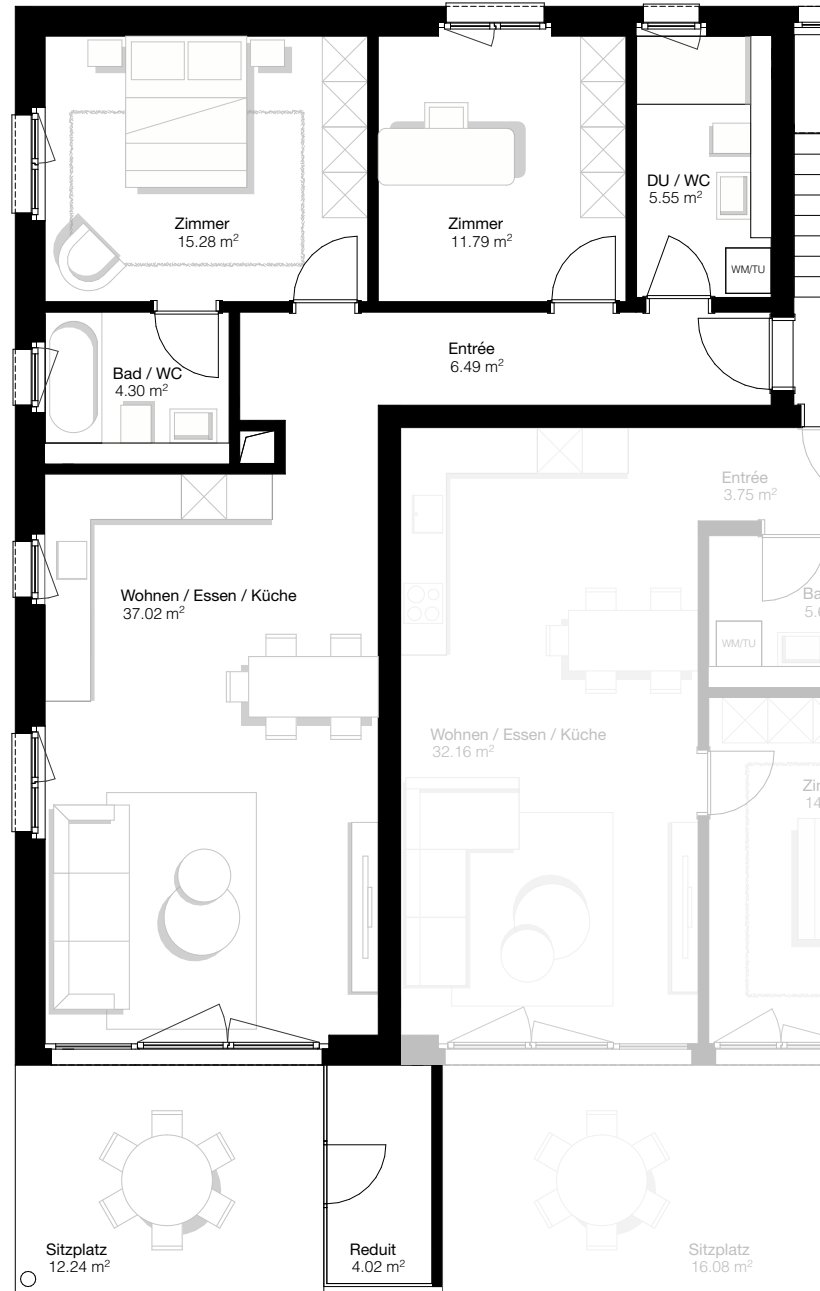 Zimmer
15.28 m²
Zimmer
11.79 m²
DU / WC
5.55 m²
WM/TU
Bad / WC
4.30 m²
Entrée
6.49 m²
Entrée
3.75 m²
Wohnen / Essen / Küche
37.02 m²
WM/TU
Wohnen / Essen / Küche
32.16 m²
Sitzplatz
12.24 m²
Reduit
4.02 m²
Sitzplatz
16.08 m²